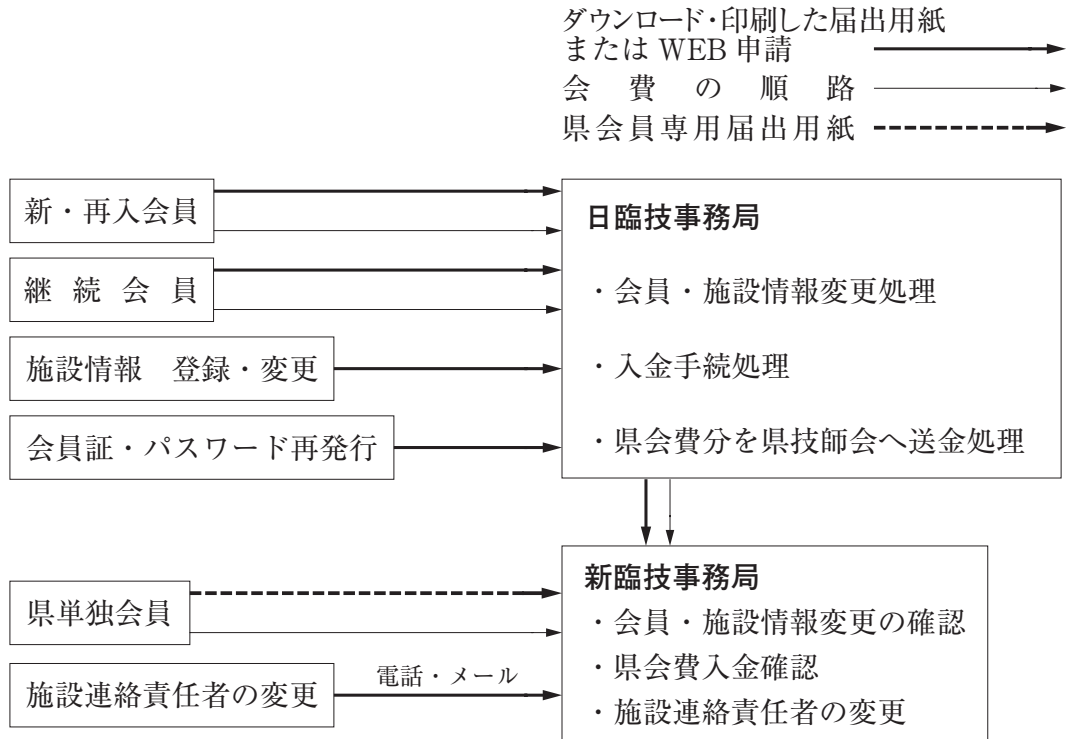 ダウンロード・印刷した届出用紙
または WEB 申請
会費の順路
県会員専用届出用紙
新・再入会員
継続会員
施設情報　登録・変更
会員証・パスワード再発行
日臨技事務局
・会員・施設情報変更処理
・入金手続処理
・県会費分を県技師会へ送金処理
県単独会員
施設連絡責任者の変更
電話・メール
新臨技事務局
・会員・施設情報変更の確認
・県会費入金確認
・施設連絡責任者の変更